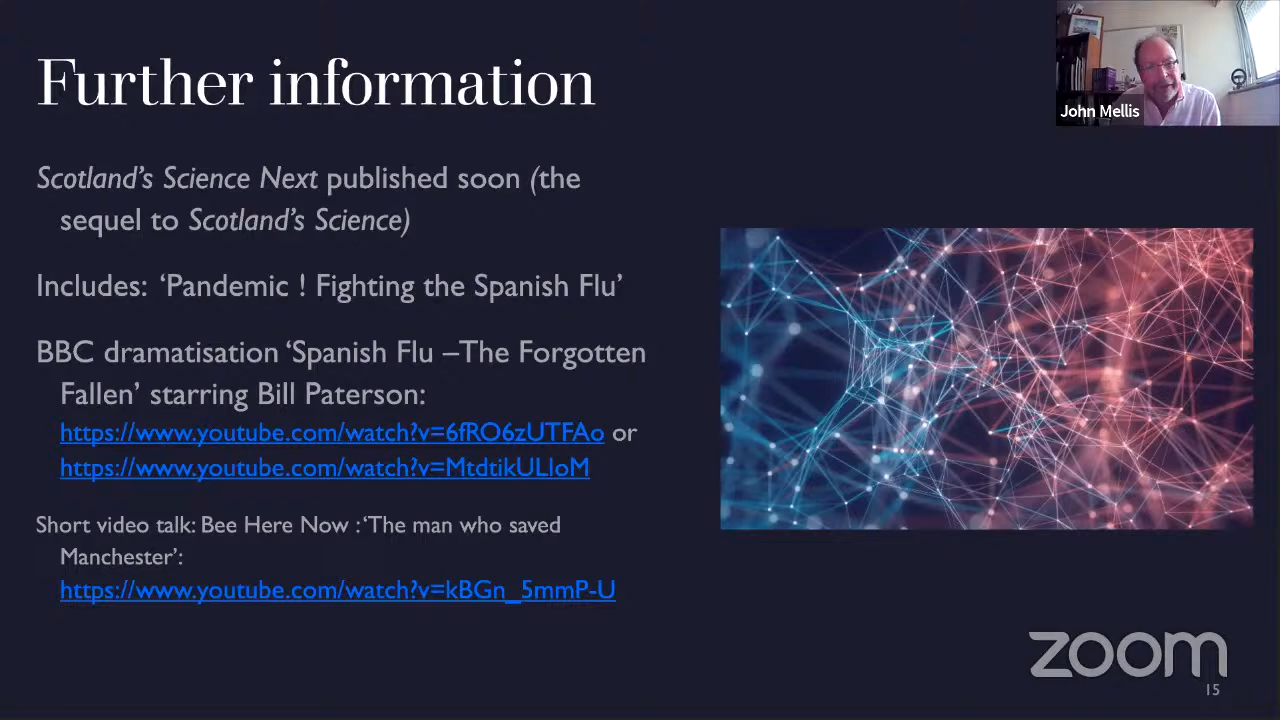 Further information
John Mellis
Scotland's Science Next published soon (the
sequel to Scotland's Science)
Includes: ‘Pandemic ! Fighting the Spanish Flu’
BBC dramatisation ‘Spanish Flu –The Forgotten
Fallen’ starring Bill Paterson:
https://www.youtube.com/watch?v=6fRO6zUTFAo or
https://www.youtube.com/watch?v=MtdtikULloM
Short video talk: Bee Here Now : ‘The man who saved
Manchester’:
https://www.youtube.com/watch?v=kBGn_5mmP-U
zoom
15